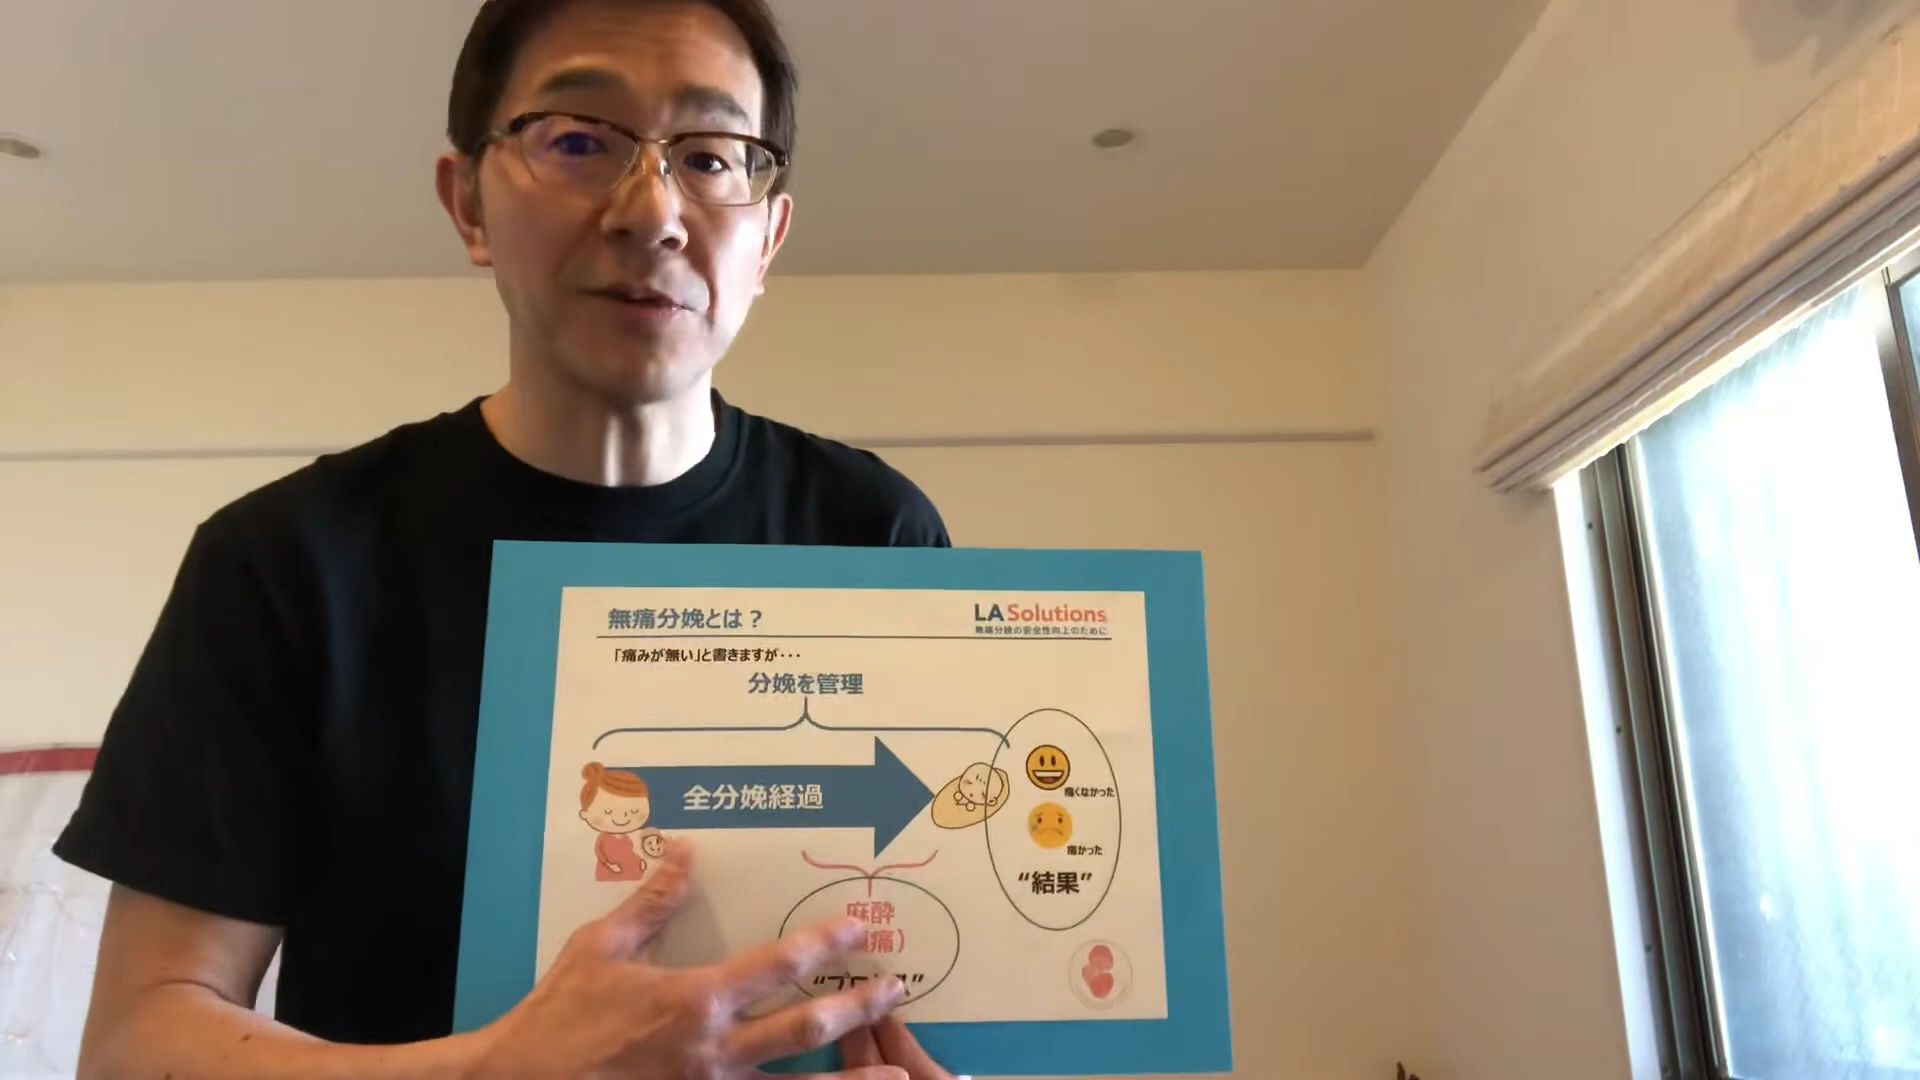 無痛分娩とは？
LA Solutions
無痛分娩の安全性向上のために
「痛みが無い」と書きますが・・・
分娩を管理
全分娩経過
痛くなかった
痛かった
“結果”
麻酔
痛）